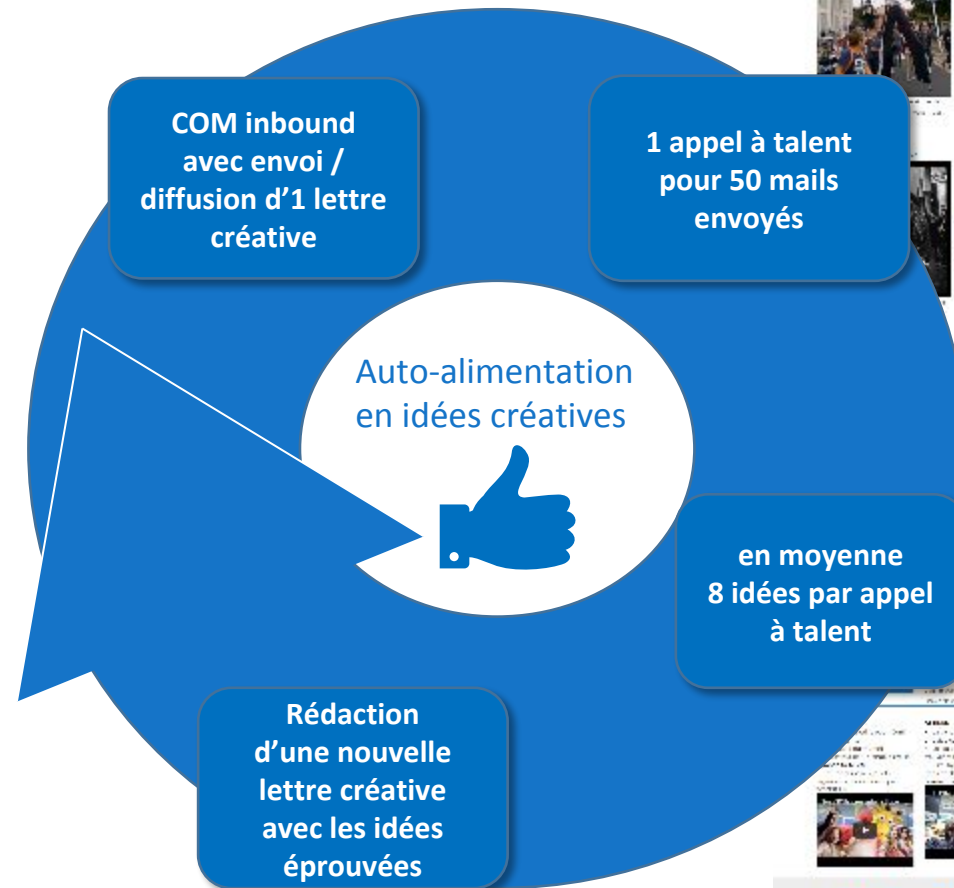 COM inbound
avec envoi /
diffusion d’1 lettre
créative
1 appel à talent
pour 50 mails
envoyés
Auto-alimentation
en idées créatives
en moyenne
8 idées par appel
à talent
Rédaction
d’une nouvelle
lettre créative
avec les idées
éprouvées